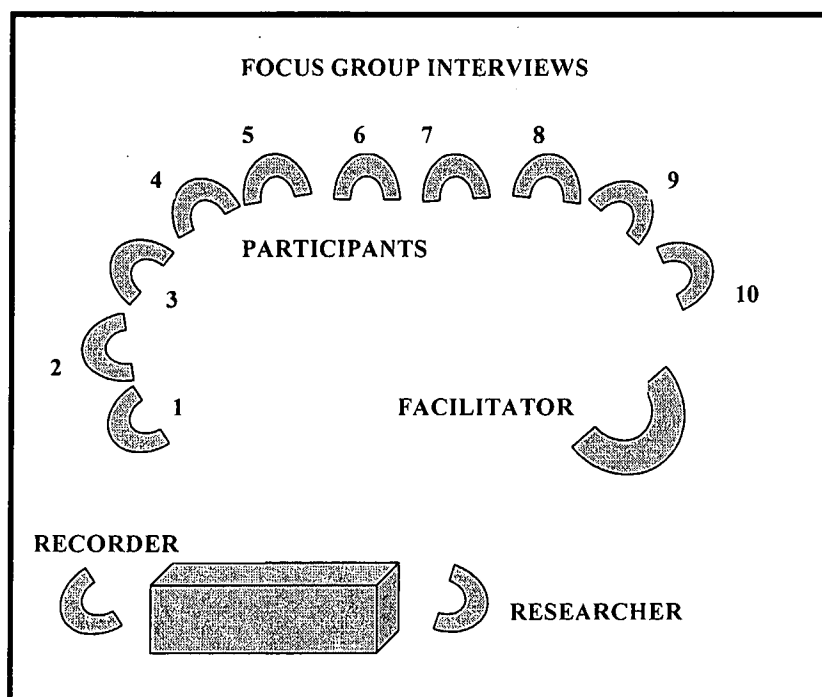 FOCUS GROUP INTERVIEWS
5
6
7
8
4
9
PARTICIPANTS
3
10
2
1
FACILITATOR
RECORDER
RESEARCHER